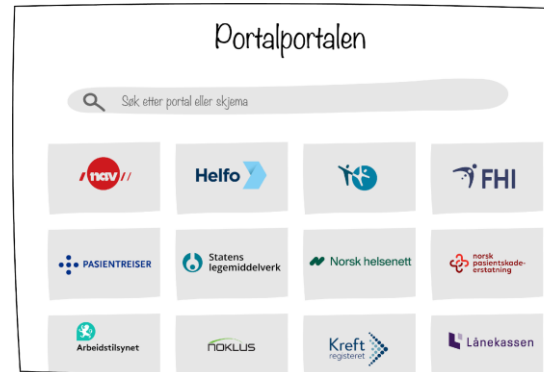 Portalportalen
Søk etter portal eller skjema
nav
Helfo
FHI
PASIENTREISER
Statens
legemiddelverk
Norsk helsenett
norsk
pasientskade-
erstatning
Arbeidstilsynet
NOKLUS
Kreft
registeret
Lånekassen